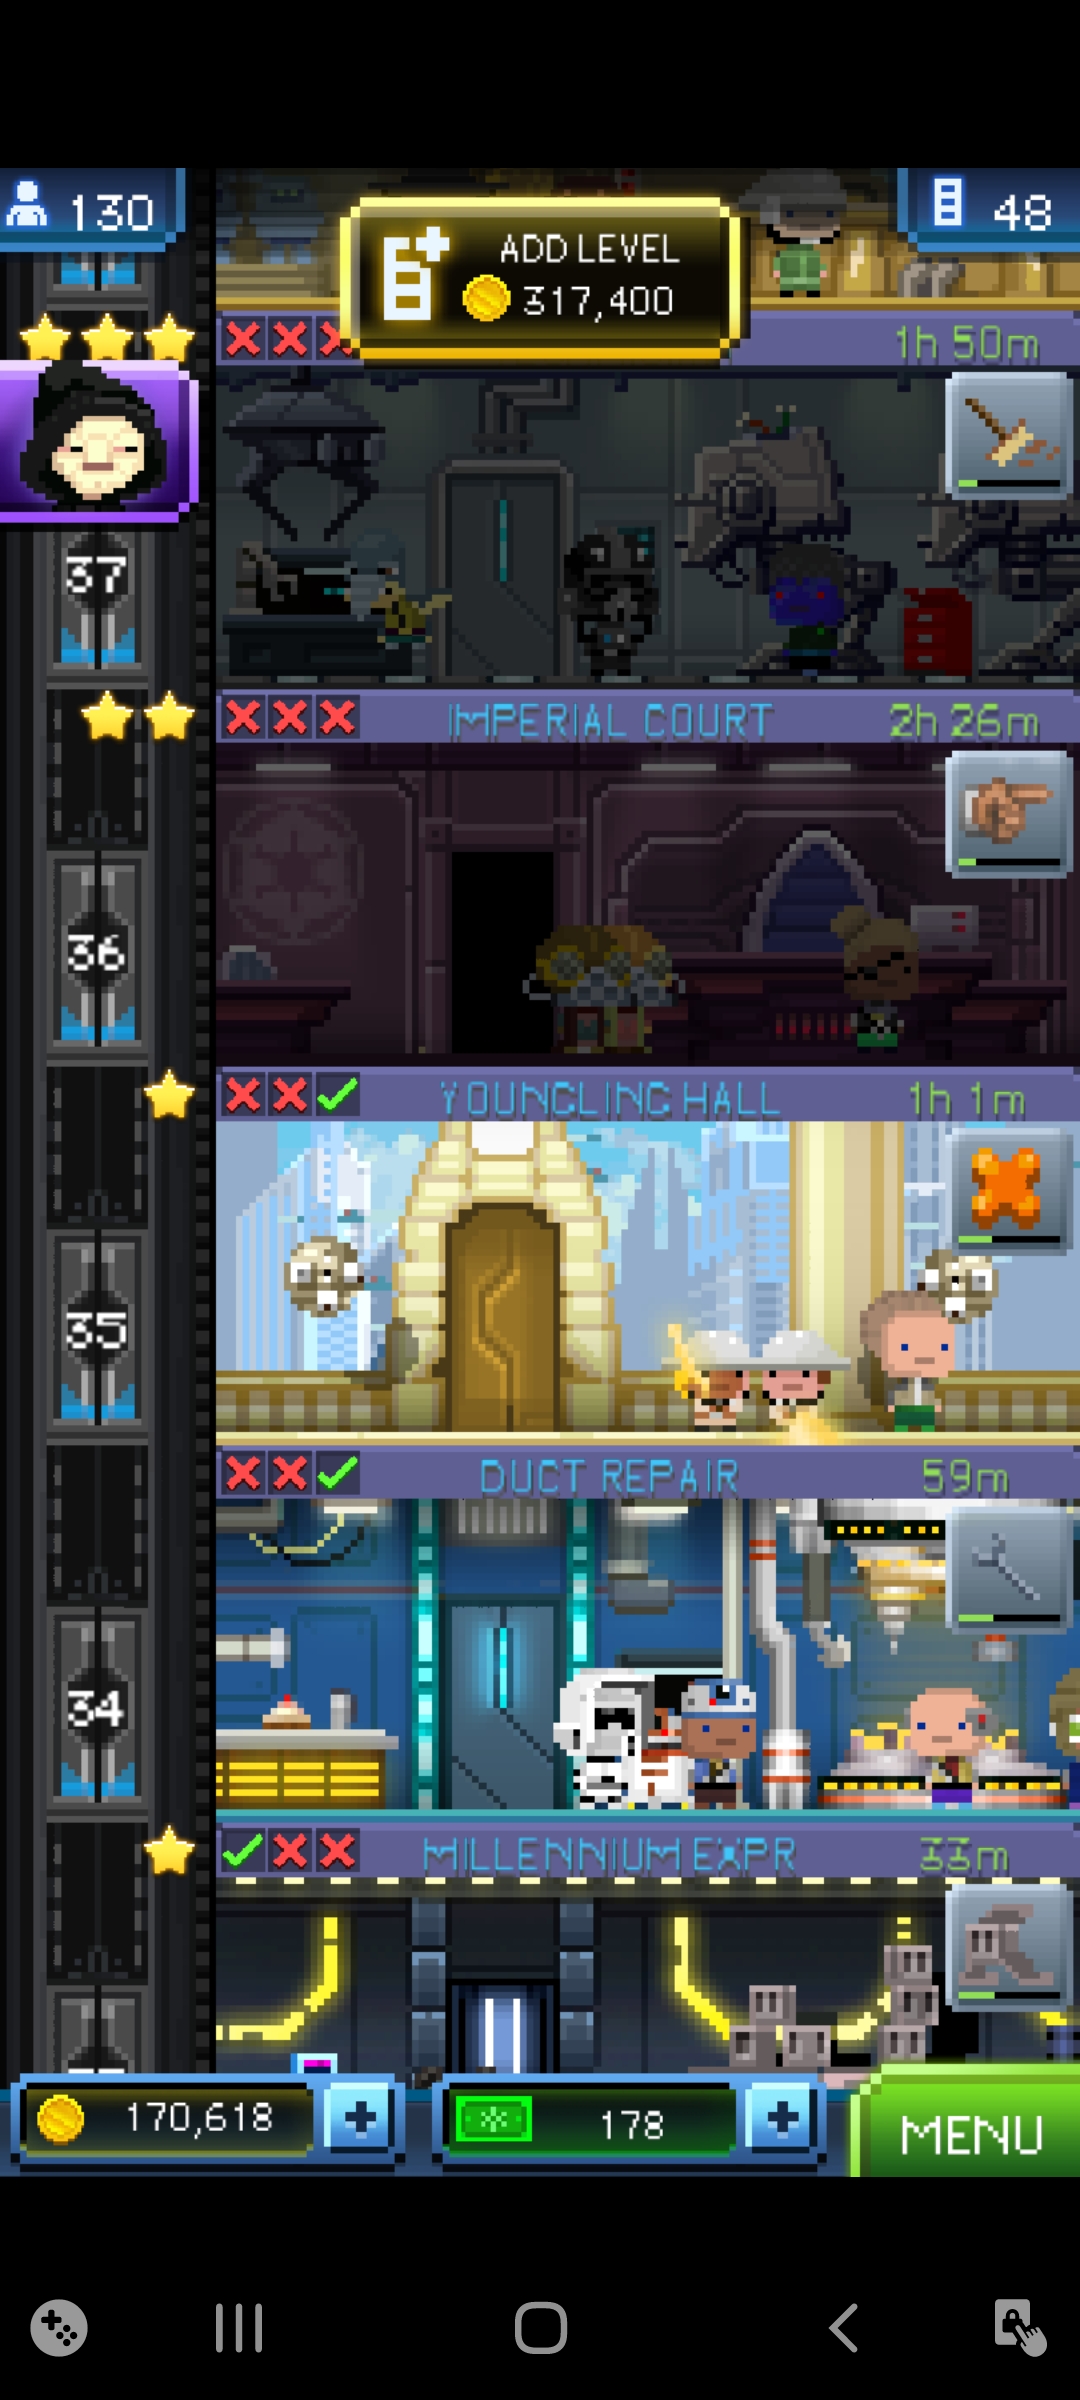 130
48
ADD LEVEL
317,400
1h 50m
37
IMPERIAL COURT
2h 26m
36
YOUNGLING HALL
1h 1m
35
DUCT REPAIR
59m
34
MILLENNIUM EXPR
33m
170,618
178
MENU